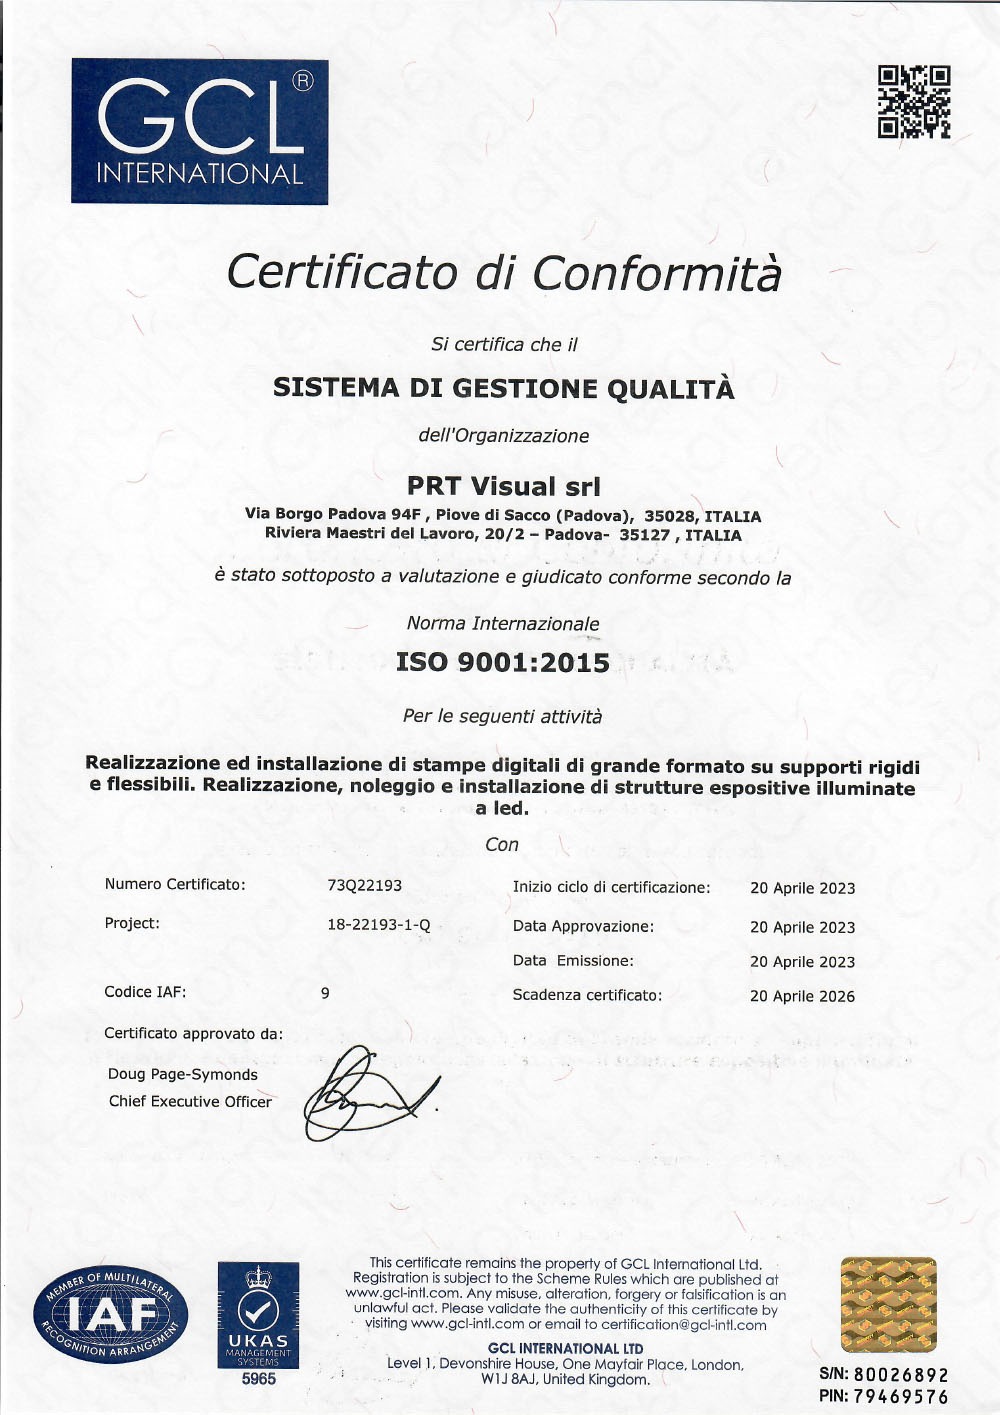 GCL®
INTERNATIONAL
Certificato di Conformità
Si certifica che il
SISTEMA DI GESTIONE QUALITÀ
dell'Organizzazione
PRT Visual srl
Via Borgo Padova 94F , Piove di Sacco (Padova), 35028, ITALIA
Riviera Maestri del Lavoro, 20/2 – Padova- 35127 , ITALIA
è stato sottoposto a valutazione e giudicato conforme secondo la
Norma Internazionale
ISO 9001:2015
Per le seguenti attività
Realizzazione ed installazione di stampe digitali di grande formato su supporti rigidi
e flessibili. Realizzazione, noleggio e installazione di strutture espositive illuminate
a led.
Con
Numero Certificato: 73Q22193
Inizio ciclo di certificazione: 20 Aprile 2023
Project: 18-22193-1-Q
Data Approvazione: 20 Aprile 2023
Data Emissione: 20 Aprile 2023
Codice IAF: 9
Scadenza certificato: 20 Aprile 2026
Certificato approvato da:
Doug Page-Symonds
Chief Executive Officer
MEMBER OF MULTILATERAL
IAF
RECOGNITION ARRANGEMENT
UKAS
MANAGEMENT
SYSTEMS
5965
This certificate remains the property of GCL International Ltd.
Registration is subject to the Scheme Rules which are published at
www.gcl-intl.com. Any misuse, alteration, forgery or falsification is an
unlawful act. Please validate the authenticity of this certificate by
visiting www.gcl-intl.com or email to certification@gcl-intl.com
GCL INTERNATIONAL LTD
Level 1, Devonshire House, One Mayfair Place, London,
W1J 8AJ, United Kingdom.
S/N: 80026892
PIN: 79469576